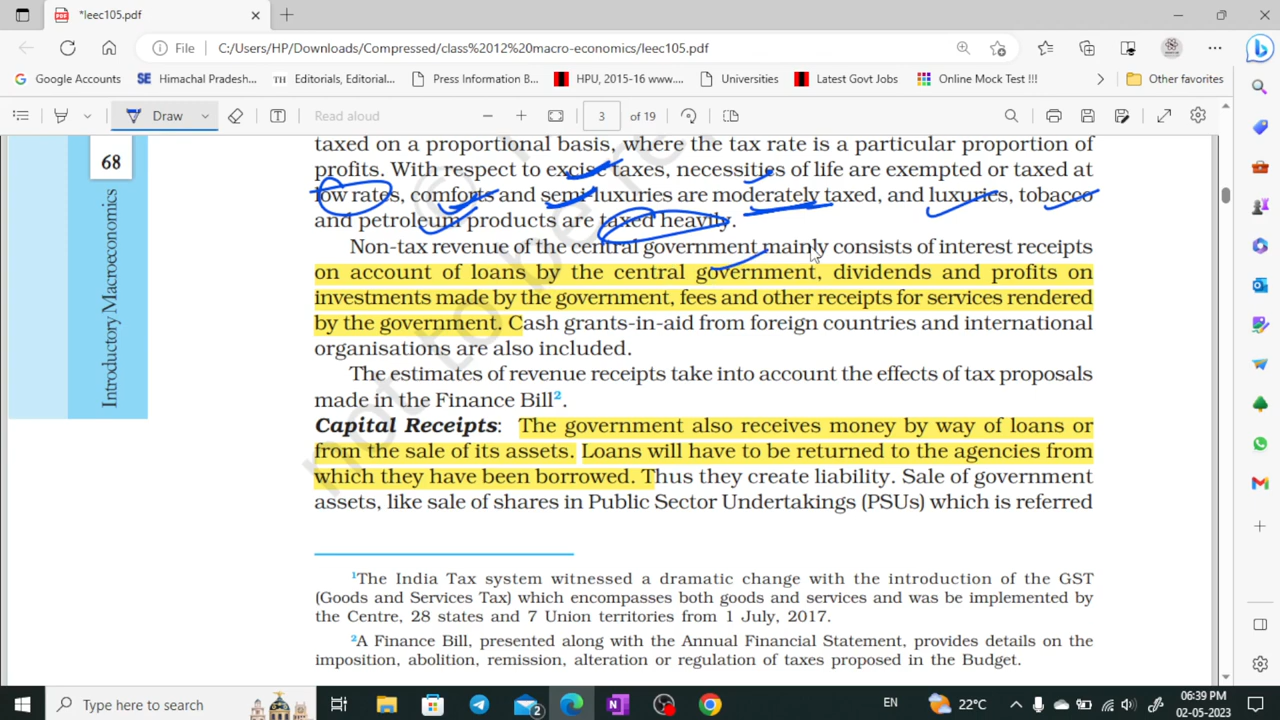 *leec105.pdf
File C:/Users/HP/Downloads/Compressed/class%2012%20macro-economics/leec105.pdf
Google Accounts Himachal Pradesh... Editorials, Editorial... Press Information B... HPU, 2015-16 www.... Universities Latest Govt Jobs Online Mock Test !!! Other favorites
Draw Read aloud 3 of 19
68
Introductory Macroeconomics
taxed on a proportional basis, where the tax rate is a particular proportion of
profits. With respect to excise taxes, necessities of life are exempted or taxed at
low rates, comforts and semi-luxuries are moderately taxed, and luxuries, tobacco
and petroleum products are taxed heavily.
Non-tax revenue of the central government mainly consists of interest receipts
on account of loans by the central government, dividends and profits on
investments made by the government, fees and other receipts for services rendered
by the government. Cash grants-in-aid from foreign countries and international
organisations are also included.
The estimates of revenue receipts take into account the effects of tax proposals
made in the Finance Bill2.
Capital Receipts: The government also receives money by way of loans or
from the sale of its assets. Loans will have to be returned to the agencies from
which they have been borrowed. Thus they create liability. Sale of government
assets, like sale of shares in Public Sector Undertakings (PSUs) which is referred
1The India Tax system witnessed a dramatic change with the introduction of the GST
(Goods and Services Tax) which encompasses both goods and services and was be implemented by
the Centre, 28 states and 7 Union territories from 1 July, 2017.
2A Finance Bill, presented along with the Annual Financial Statement, provides details on the
imposition, abolition, remission, alteration or regulation of taxes proposed in the Budget.
Type here to search 2 EN 22°C 06:39 PM
02-05-2023